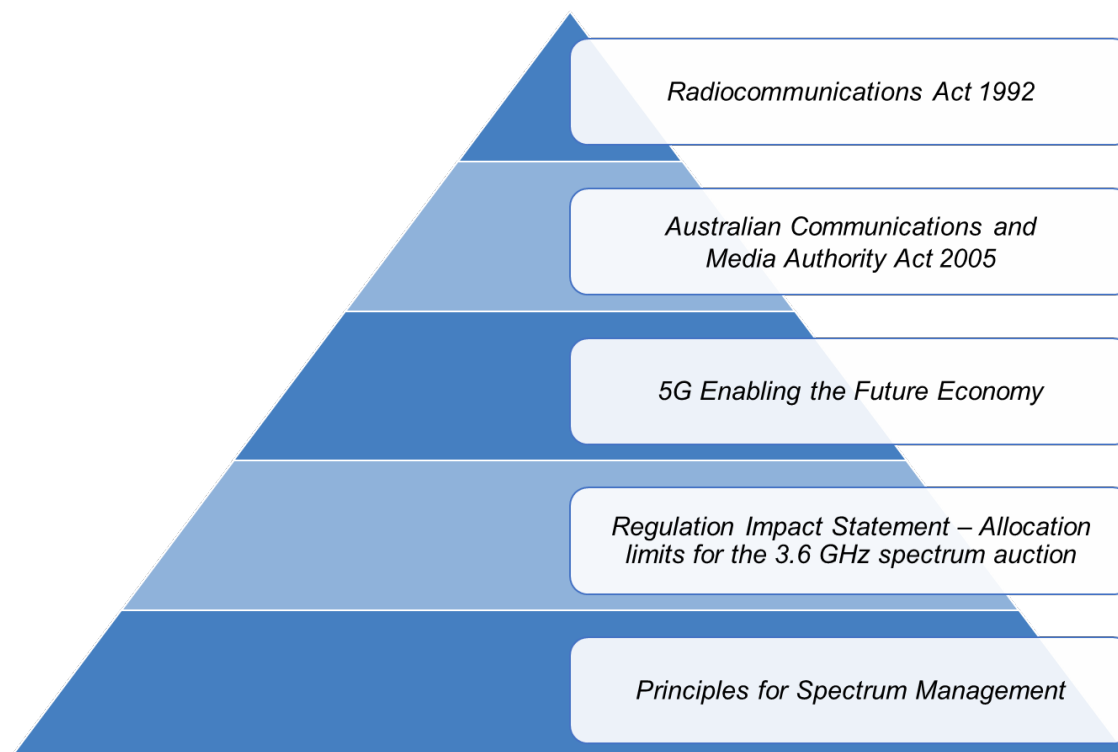 Radiocommunications Act 1992
Australian Communications and
Media Authority Act 2005
5G Enabling the Future Economy
Regulation Impact Statement – Allocation
limits for the 3.6 GHz spectrum auction
Principles for Spectrum Management